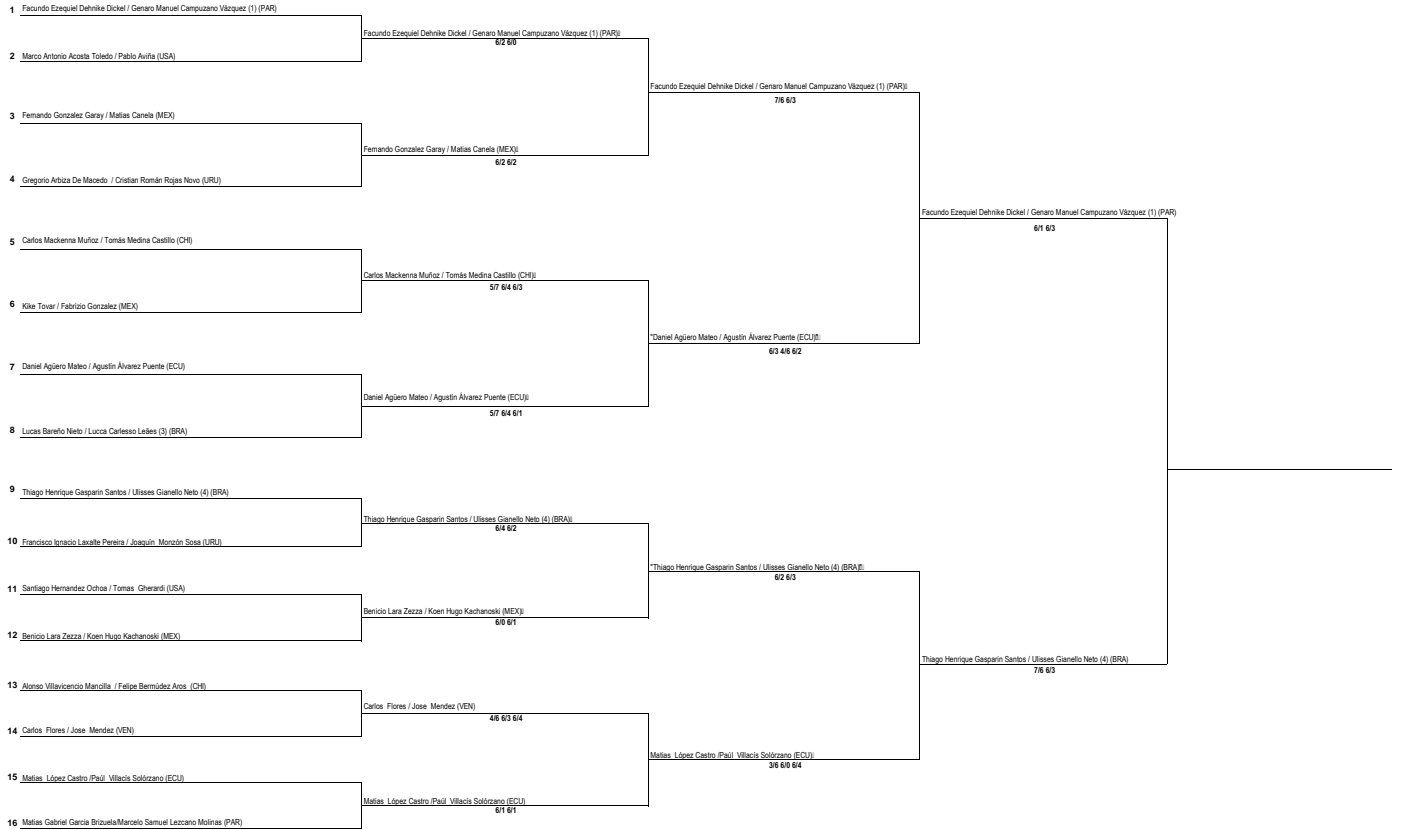 1 Facundo Ezequiel Dehnike Dickel / Genaro Manuel Campuzano Vázquez (1) (PAR)
Facundo Ezequiel Dehnike Dickel / Genaro Manuel Campuzano Vázquez (1) (PAR)
6/2 6/0
2 Marco Antonio Acosta Toledo / Pablo Aviña (USA)
Facundo Ezequiel Dehnike Dickel / Genaro Manuel Campuzano Vázquez (1) (PAR)
7/6 6/3
3 Fernando Gonzalez Garay / Matias Canela (MEX)
Fernando Gonzalez Garay / Matias Canela (MEX)
6/2 6/2
4 Gregorio Arbiza De Macedo / Cristian Román Rojas Novo (URU)
Facundo Ezequiel Dehnike Dickel / Genaro Manuel Campuzano Vázquez (1) (PAR)
6/1 6/3
5 Carlos Mackenna Muñoz / Tomás Medina Castillo (CHI)
Carlos Mackenna Muñoz / Tomás Medina Castillo (CHI)
5/7 6/4 6/3
6 Kike Tovar / Fabrizio Gonzalez (MEX)
"Daniel Agüero Mateo / Agustín Álvarez Puente (ECU)
6/3 4/6 6/2
7 Daniel Agüero Mateo / Agustín Álvarez Puente (ECU)
Daniel Agüero Mateo / Agustín Álvarez Puente (ECU)
5/7 6/4 6/1
8 Lucas Bareño Nieto / Lucca Carlesso Leães (3) (BRA)
9 Thiago Henrique Gasparin Santos / Ulisses Gianello Neto (4) (BRA)
Thiago Henrique Gasparin Santos / Ulisses Gianello Neto (4) (BRA)
6/4 6/2
10 Francisco Ignacio Laxalte Pereira / Joaquín Monzón Sosa (URU)
"Thiago Henrique Gasparin Santos / Ulisses Gianello Neto (4) (BRA)
6/2 6/3
11 Santiago Hernandez Ochoa / Tomas Gherardi (USA)
Benicio Lara Zezza / Koen Hugo Kachanoski (MEX)
6/0 6/1
12 Benicio Lara Zezza / Koen Hugo Kachanoski (MEX)
Thiago Henrique Gasparin Santos / Ulisses Gianello Neto (4) (BRA)
7/6 6/3
13 Alonso Villavicencio Mancilla / Felipe Bermúdez Aros (CHI)
Carlos Flores / Jose Mendez (VEN)
4/6 6/3 6/4
14 Carlos Flores / Jose Mendez (VEN)
Matias López Castro /Paúl Villacís Solórzano (ECU)
3/6 6/0 6/4
15 Matias López Castro /Paúl Villacís Solórzano (ECU)
Matias López Castro /Paúl Villacís Solórzano (ECU)
6/1 6/1
16 Matias Gabriel Garcia Brizuela/Marcelo Samuel Lezcano Molinas (PAR)